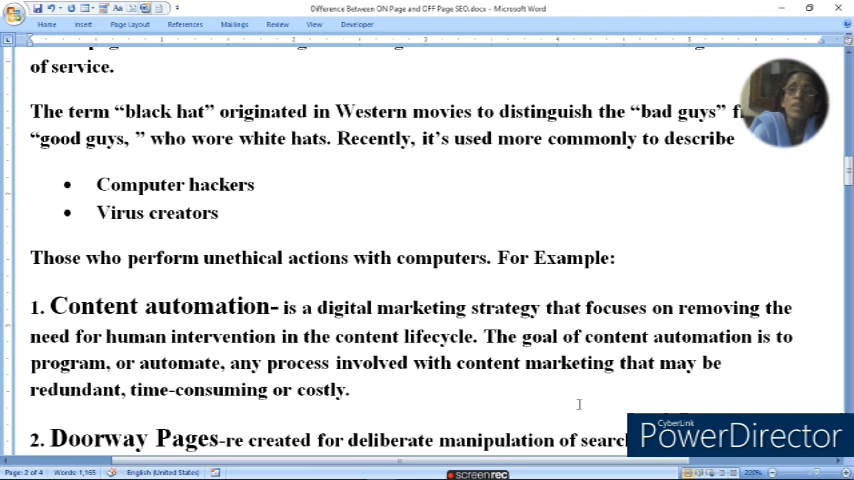 Difference Between ON Page and OFF Page SEO.docx - Microsoft Word
Home Insert Page Layout References Mailings Review View Developer
of service.
The term “black hat” originated in Western movies to distinguish the “bad guys”
“good guys, ” who wore white hats. Recently, it’s used more commonly to describe
• Computer hackers
• Virus creators
Those who perform unethical actions with computers. For Example:
1. Content automation- is a digital marketing strategy that focuses on removing the
need for human intervention in the content lifecycle. The goal of content automation is to
program, or automate, any process involved with content marketing that may be
redundant, time-consuming or costly.
2. Doorway Pages-re created for deliberate manipulation of search
CyberLink
PowerDirector
Page: 2 of 4 Words: 1,165 English (United States) 220%
screenrec